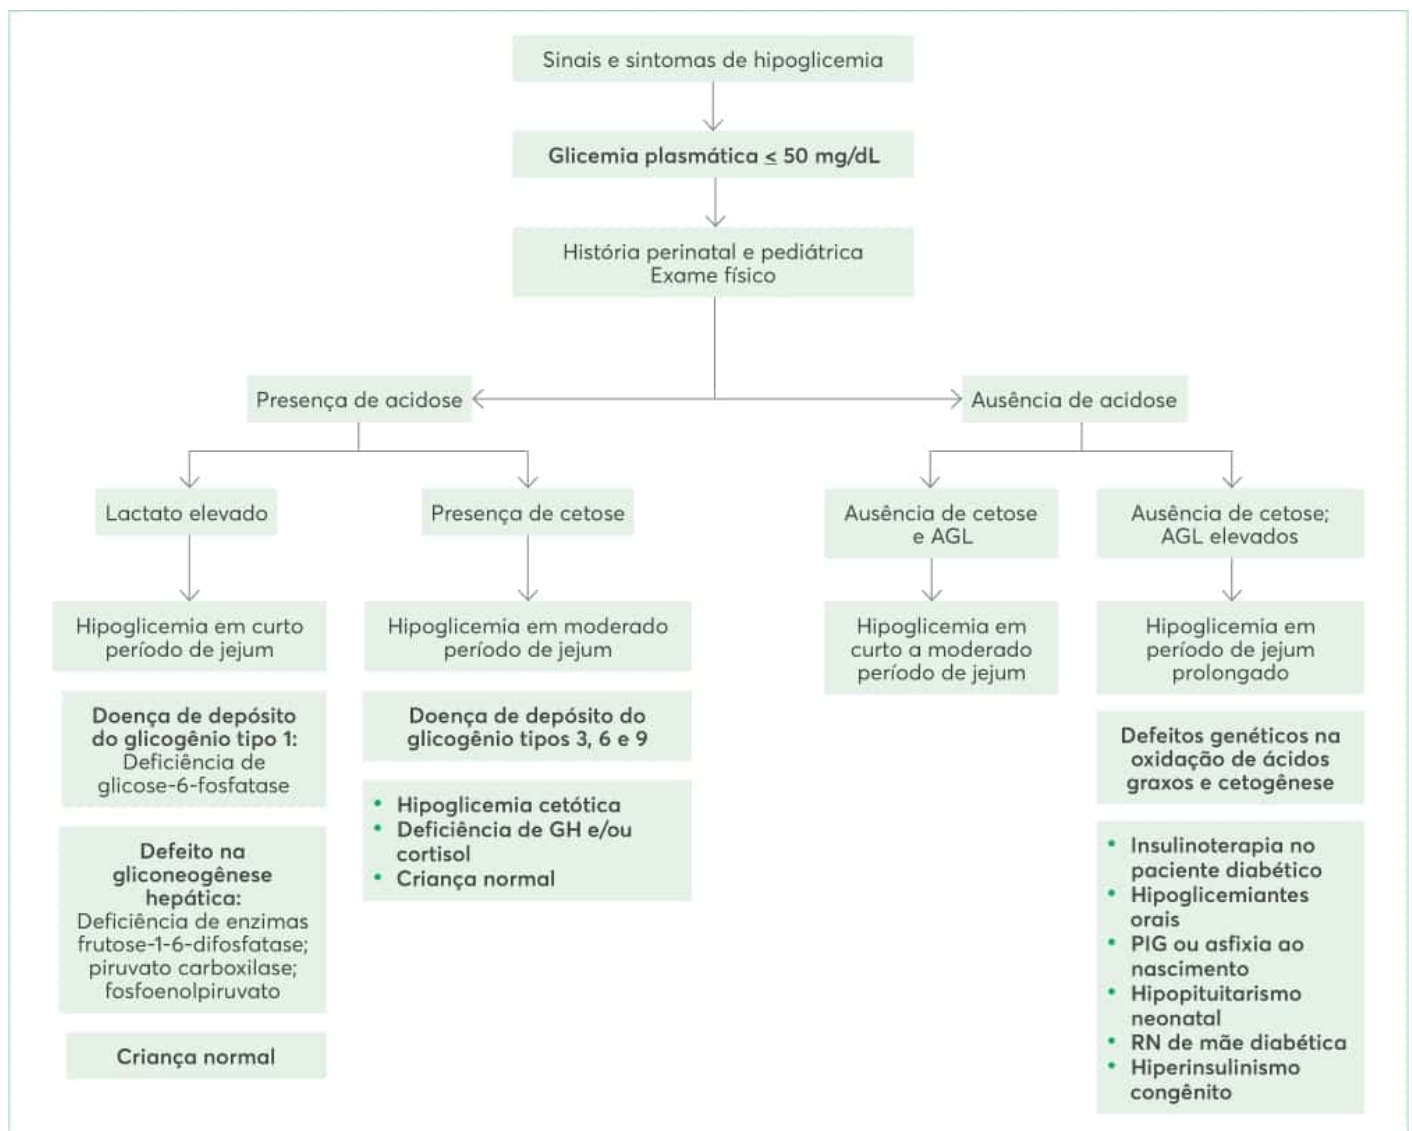 Sinais e sintomas de hipoglicemia
Glicemia plasmática ≤ 50 mg/dL
História perinatal e pediátrica
Exame físico
Presença de acidose
Ausência de acidose
Lactato elevado
Presença de cetose
Ausência de cetose
e AGL
Ausência de cetose;
AGL elevados
Hipoglicemia em curto
período de jejum
Hipoglicemia em moderado
período de jejum
Hipoglicemia em
curto a moderado
período de jejum
Hipoglicemia em
período de jejum
prolongado
Doença de depósito
do glicogênio tipo 1:
Deficiência de
glicose-6-fosfatase
Doença de depósito do
glicogênio tipos 3, 6 e 9
Defeitos genéticos na
oxidação de ácidos
graxos e cetogênese
Defeito na
gliconeogênese
hepática:
Deficiência de enzimas
frutose-1-6-difosfatase;
piruvato carboxilase;
fosfoenolpiruvato
• Hipoglicemia cetótica
• Deficiência de GH e/ou
cortisol
• Criança normal
• Insulinoterapia no
paciente diabético
• Hipoglicemiantes
orais
• PIG ou asfixia ao
nascimento
• Hipopituitarismo
neonatal
• RN de mãe diabética
• Hiperinsulinismo
congênito
Criança normal